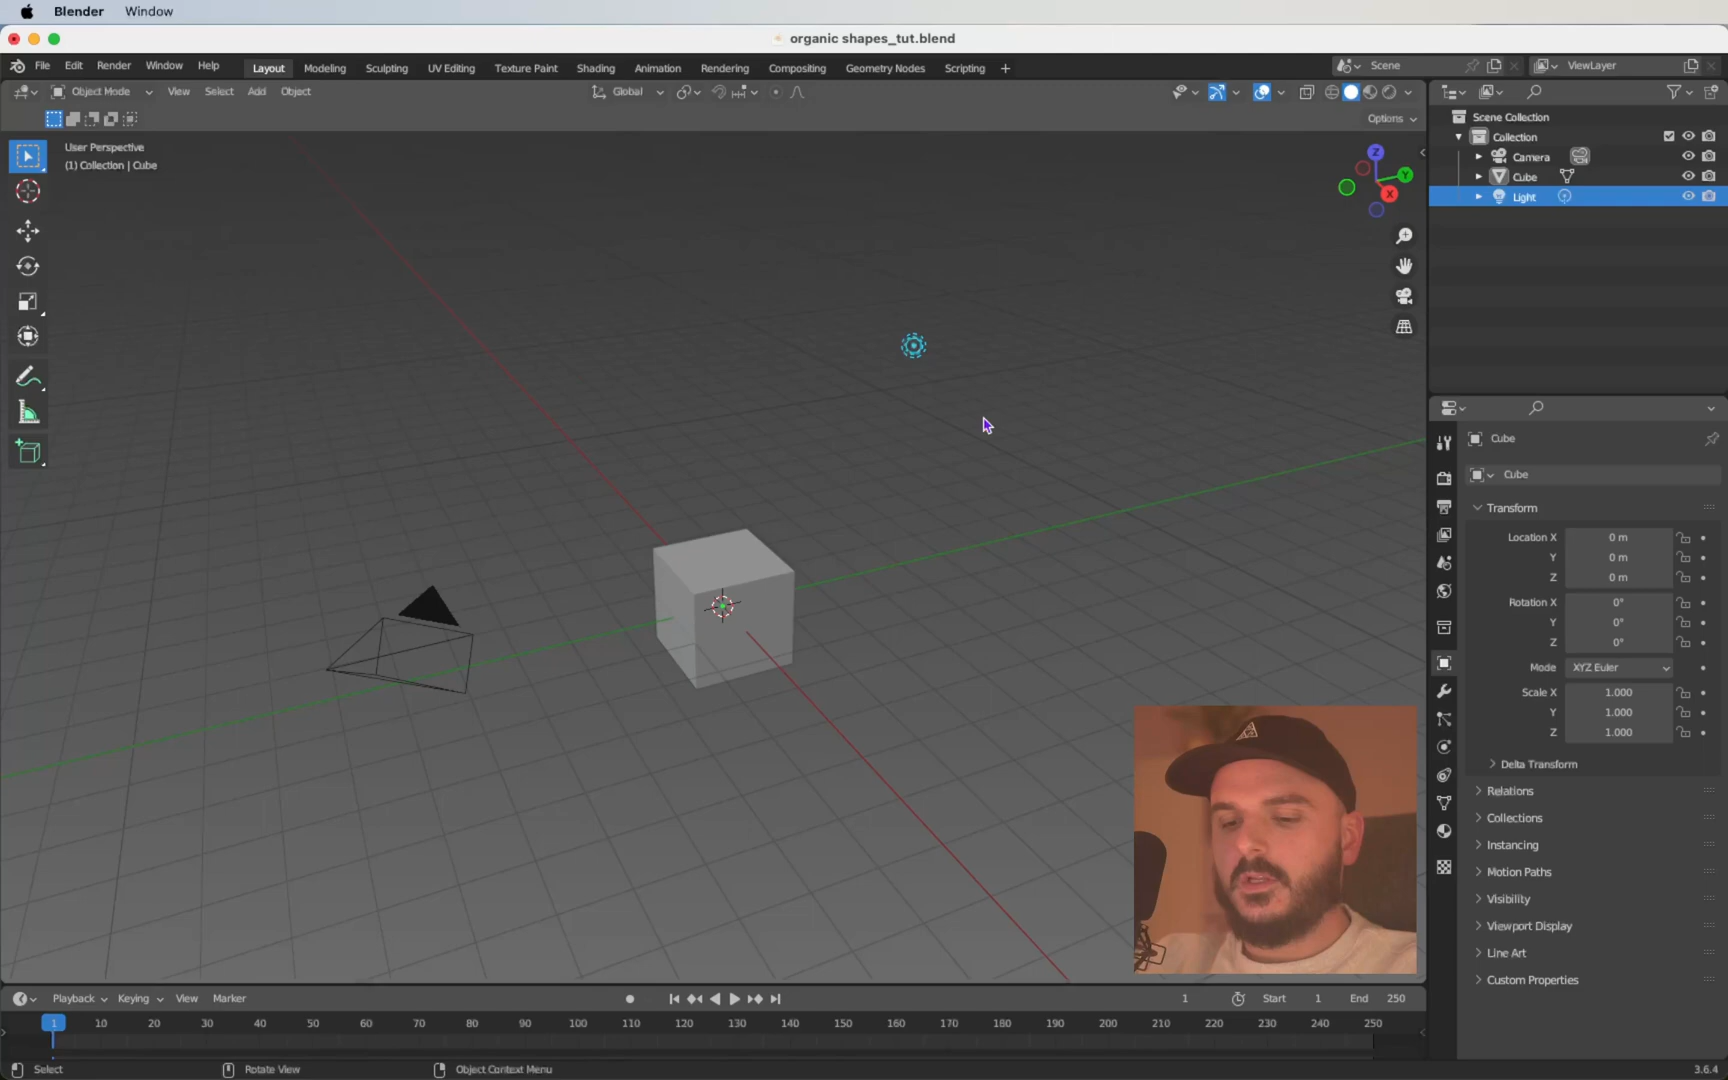 Blender Window
organic shapes_tut.blend
File Edit Render Window Help Layout Modeling Sculpting UV Editing Texture Paint Shading Animation Rendering Compositing Geometry Nodes Scripting + Scene ViewLayer
Object Mode View Select Add Object Global
Options
User Perspective
(1) Collection | Cube
Z
Y
X
Scene Collection
Collection
Camera
Cube
Light
Cube
Cube
Transform
Location X 0 m
Y 0 m
Z 0 m
Rotation X 0°
Y 0°
Z 0°
Mode XYZ Euler
Scale X 1.000
Y 1.000
Z 1.000
Delta Transform
Relations
Collections
Instancing
Motion Paths
Visibility
Viewport Display
Line Art
Custom Properties
Playback Keying View Marker 1 Start 1 End 250
1 10 20 30 40 50 60 70 80 90 100 110 120 130 140 150 160 170 180 190 200 210 220 230 240 250
Select Rotate View Object Context Menu 3.6.4